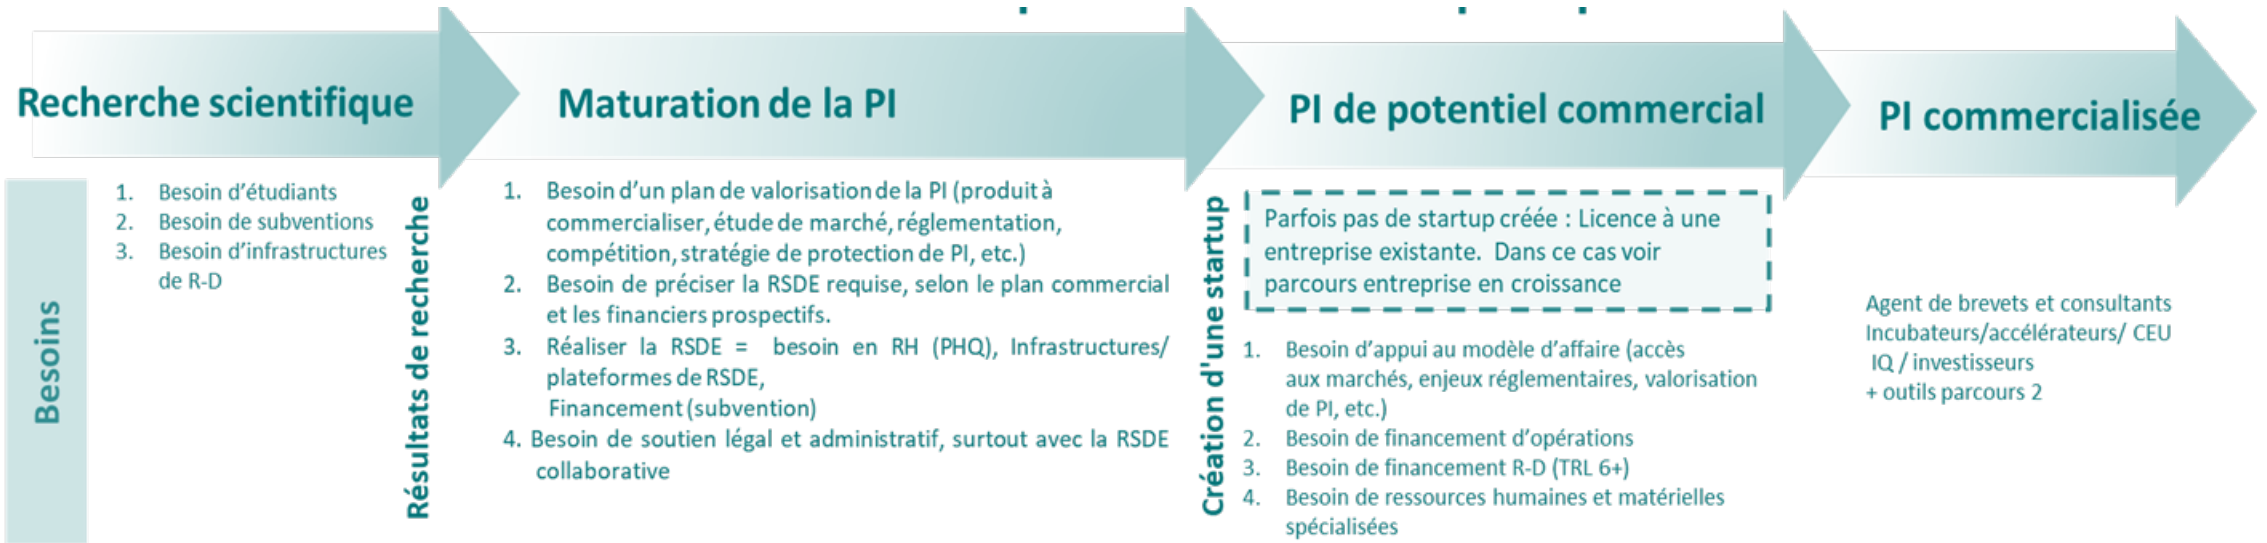 Recherche scientifique
Maturation de la PI
PI de potentiel commercial
PI commercialisée
Besoins
1. Besoin d'étudiants
2. Besoin de subventions
3. Besoin d'infrastructures
de R-D
Résultats de recherche
1. Besoin d'un plan de valorisation de la PI (produit à
commercialiser, étude de marché, réglementation,
compétition, stratégie de protection de PI, etc.)
2. Besoin de préciser la RSDE requise, selon le plan commercial
et les financiers prospectifs.
3. Réaliser la RSDE = besoin en RH (PHQ), Infrastructures/
plateformes de RSDE,
Financement (subvention)
4. Besoin de soutien légal et administratif, surtout avec la RSDE
collaborative
Création d'une startup
Parfois pas de startup créée : Licence à une
entreprise existante. Dans ce cas voir
parcours entreprise en croissance
1. Besoin d'appui au modèle d'affaire (accès
aux marchés, enjeux réglementaires, valorisation
de PI, etc.)
2. Besoin de financement d'opérations
3. Besoin de financement R-D (TRL 6+)
4. Besoin de ressources humaines et matérielles
spécialisées
Agent de brevets et consultants
Incubateurs/accélérateurs/ CEU
IQ / investisseurs
+ outils parcours 2